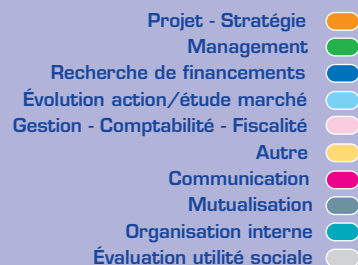 Projet - Stratégie
Management
Recherche de financements
Évolution action/étude marché
Gestion - Comptabilité - Fiscalité
Autre
Communication
Mutualisation
Organisation interne
Évaluation utilité sociale